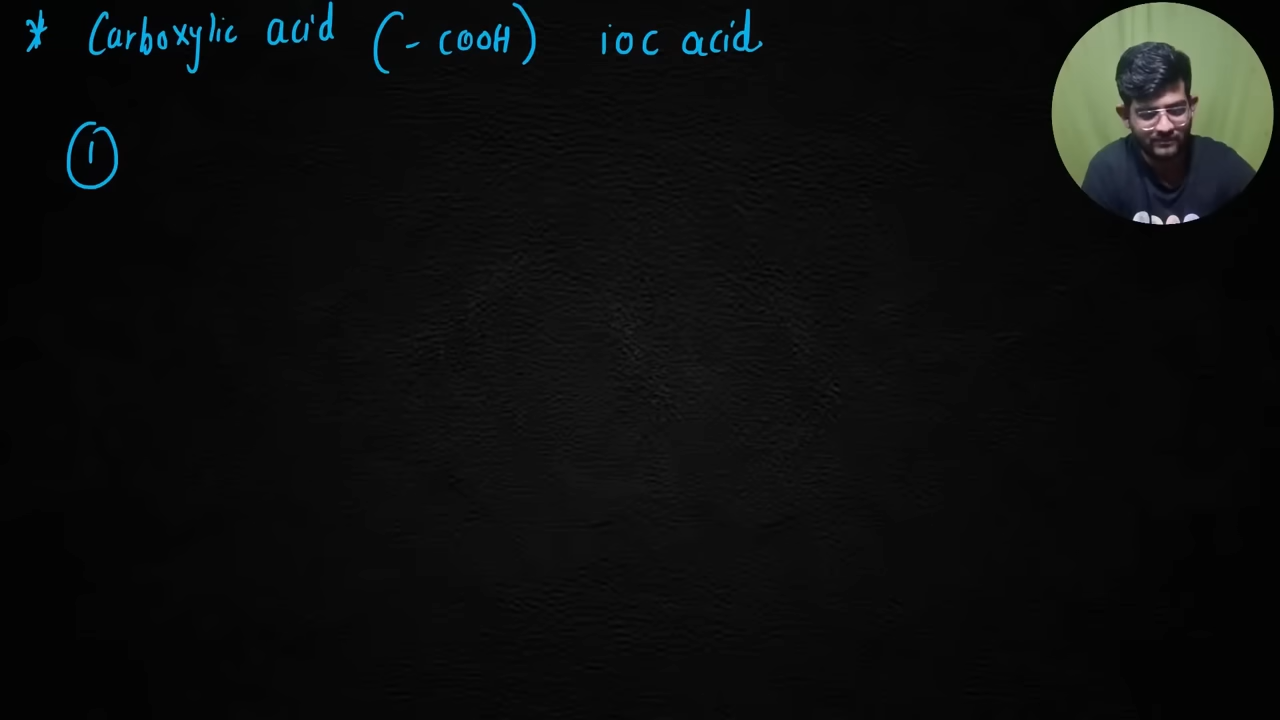 * Carboxylic acid (- COOH) ioc acid
①